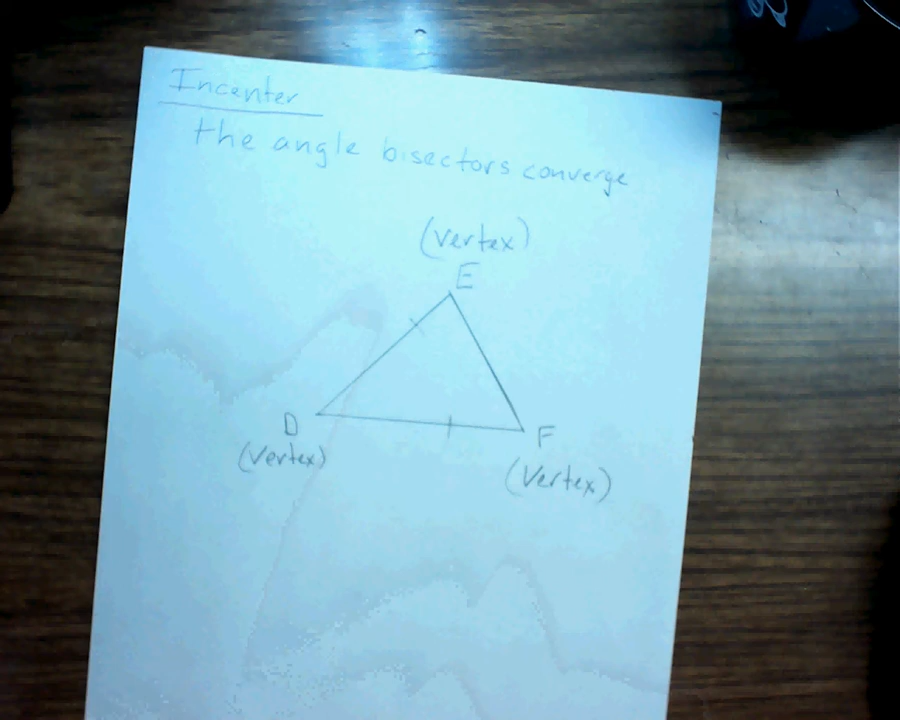 Incenter
the angle bisectors converge
(vertex)
E
D
F
(vertex)
(vertex)